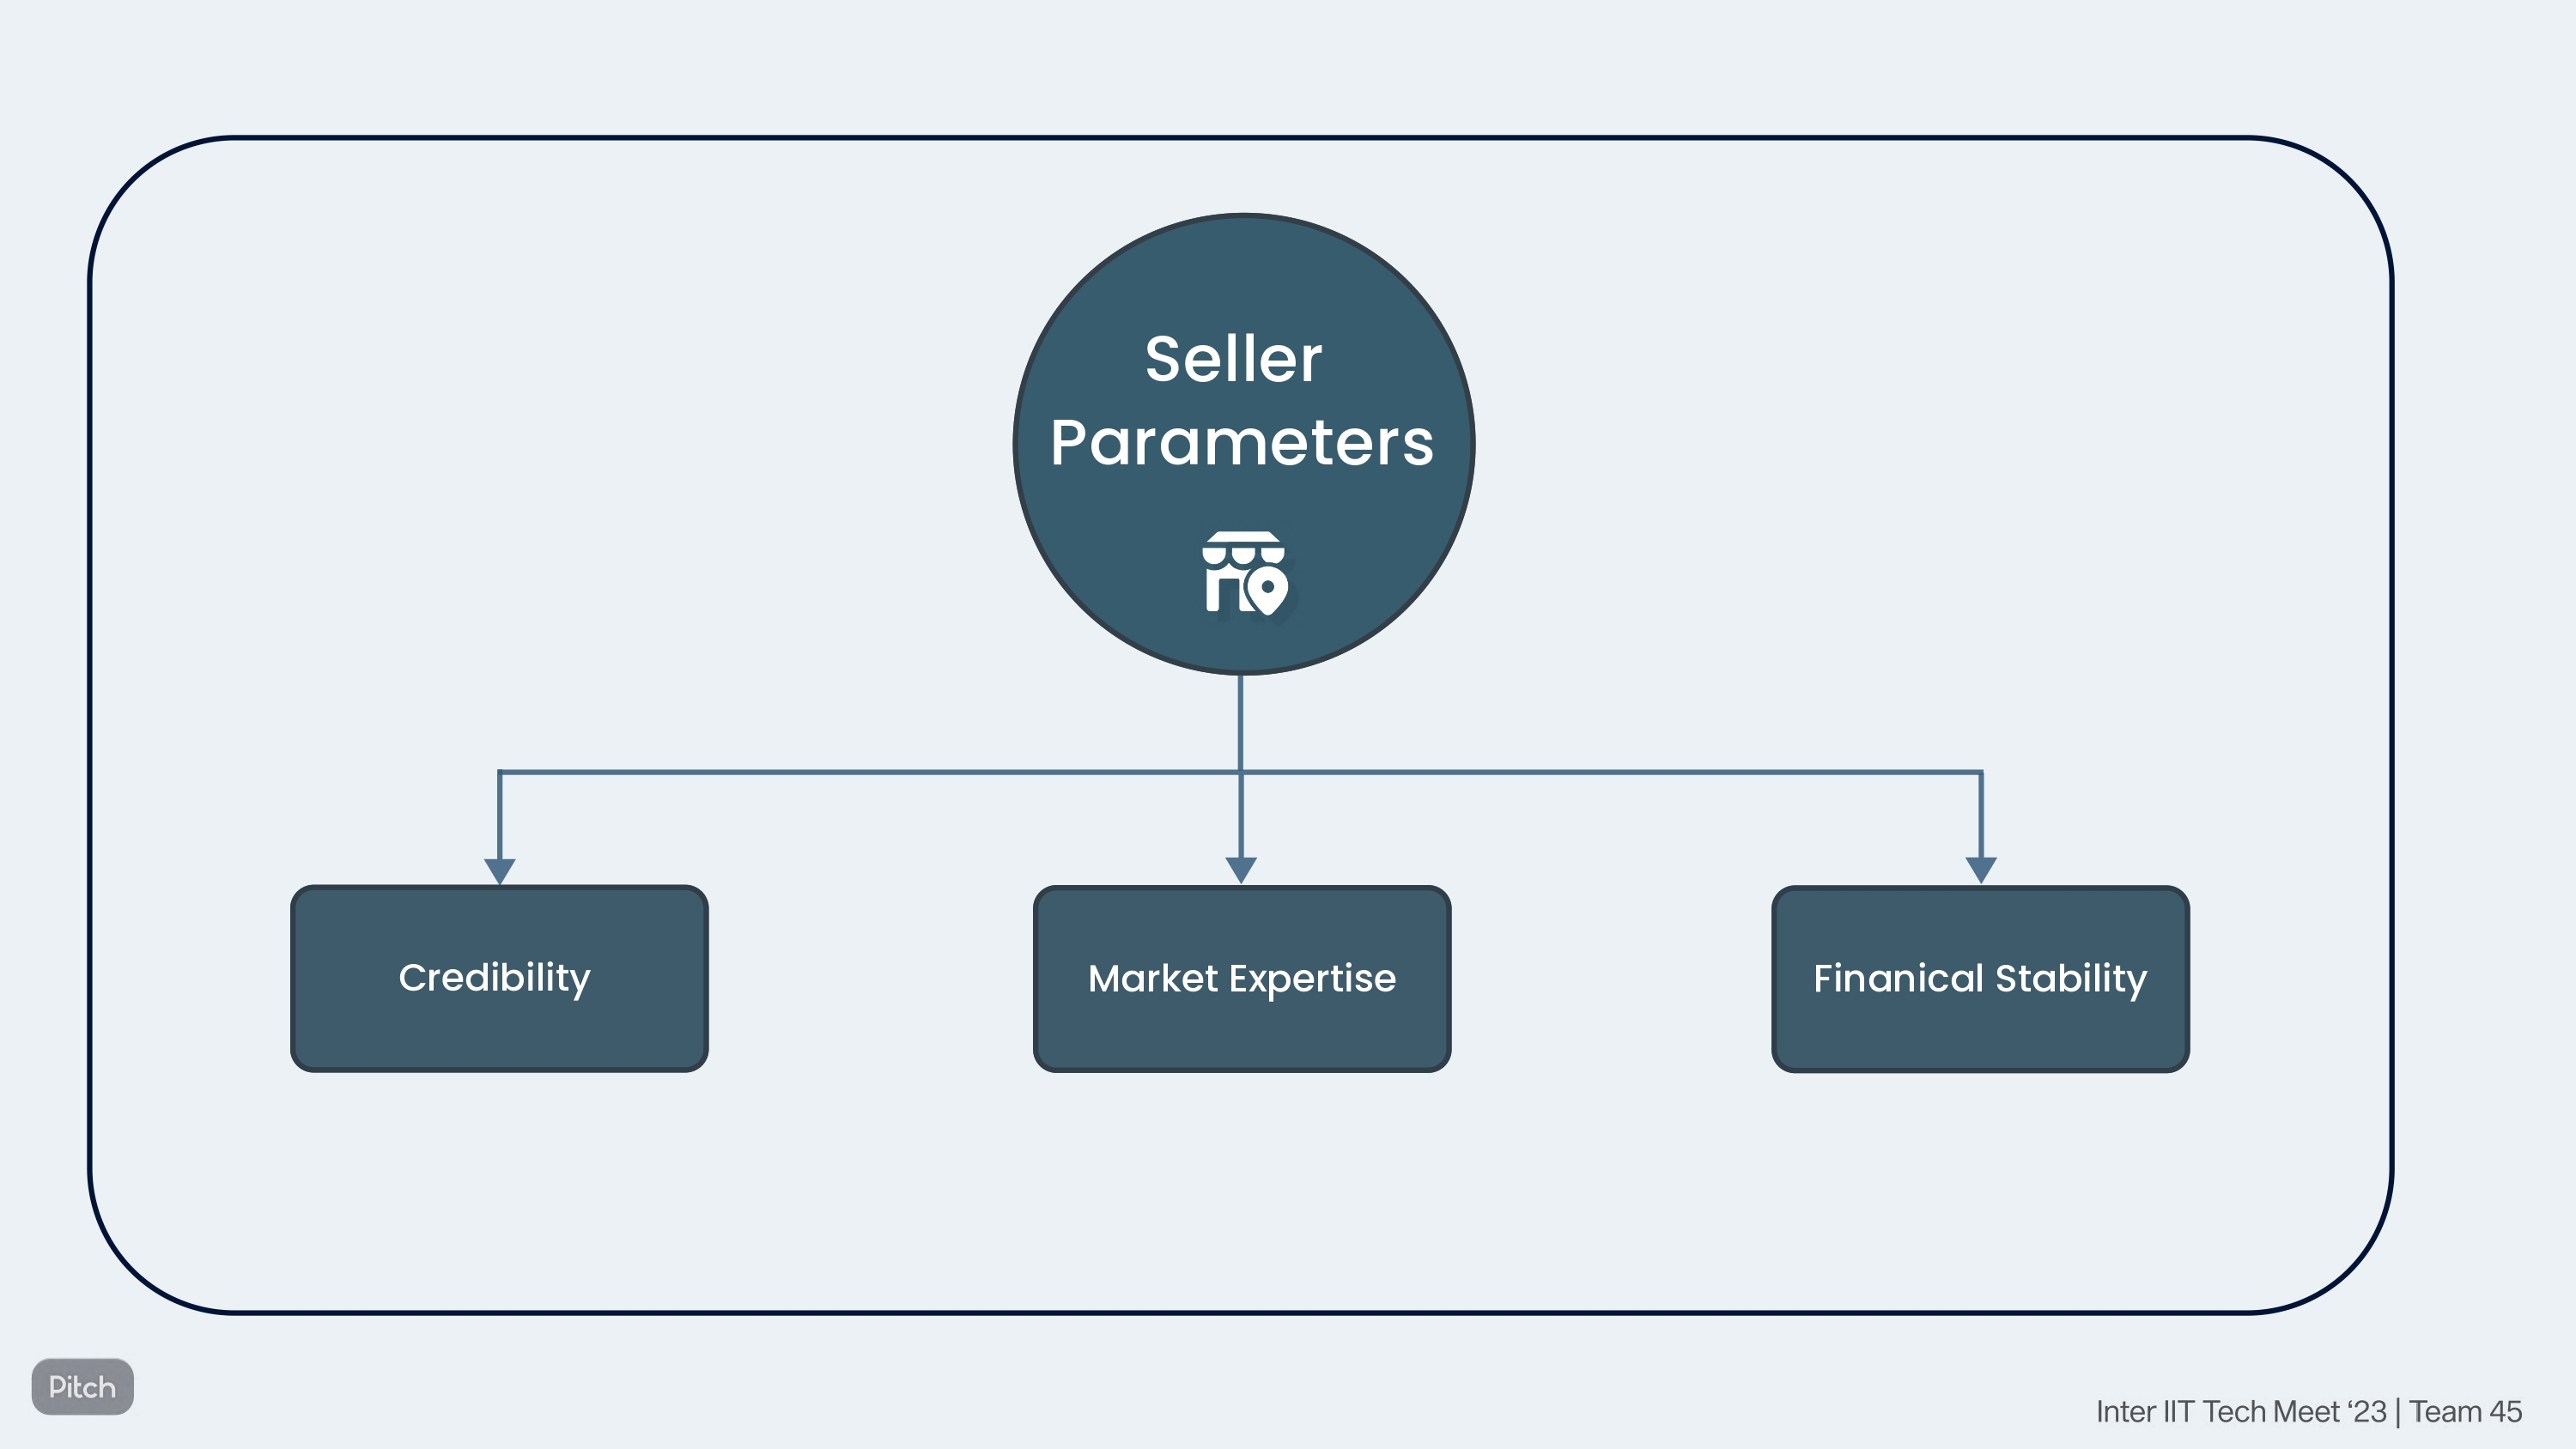 Seller
Parameters
Credibility
Market Expertise
Finanical Stability
Pitch
Inter IIT Tech Meet ‘23 | Team 45